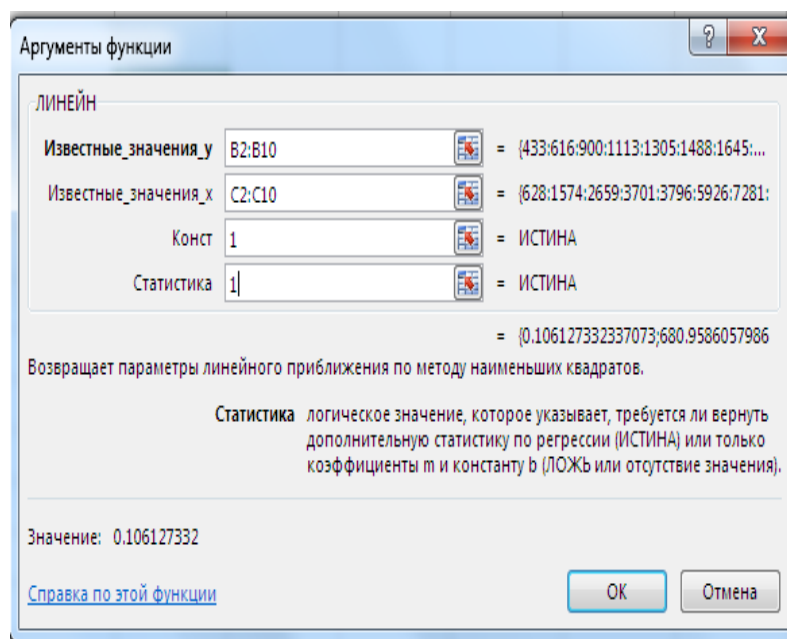 Аргументы функции
ЛИНЕЙН
Известные_значения_y B2:B10 = {433:616:900:1113:1305:1488:1645:...
Известные_значения_x C2:C10 = {628:1574:2659:3701:3796:5926:7281:
Конст 1 = ИСТИНА
Статистика 1 = ИСТИНА
= {0.106127332337073;680.9586057986
Возвращает параметры линейного приближения по методу наименьших квадратов.
Статистика логическое значение, которое указывает, требуется ли вернуть
дополнительную статистику по регрессии (ИСТИНА) или только
коэффициенты m и константу b (ЛОЖЬ или отсутствие значения).
Значение: 0.106127332
Справка по этой функции
ОК Отмена